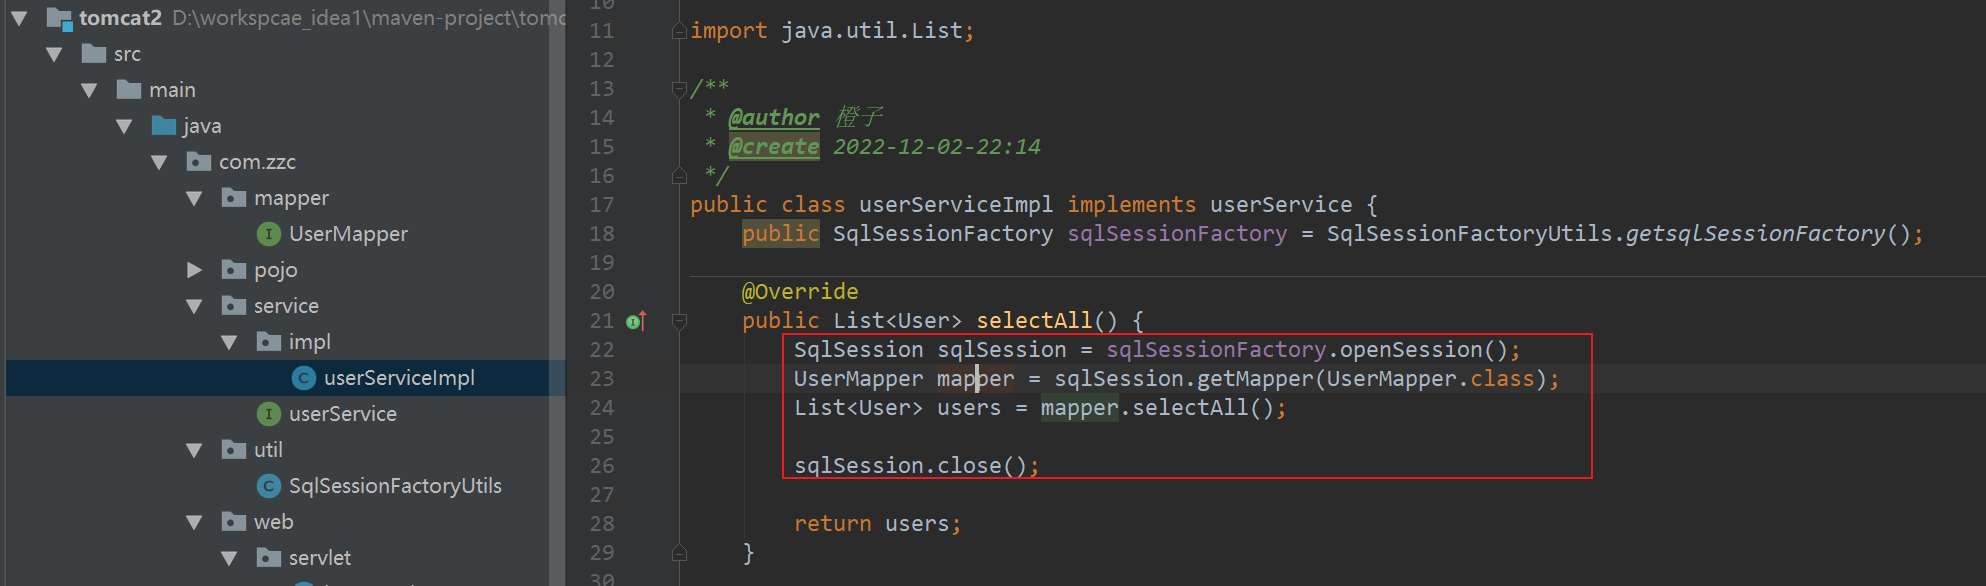 tomcat2 D:\workspcae_idea1\maven-project\tomc
src
main
java
com.zzc
mapper
UserMapper
pojo
service
impl
userServiceImpl
userService
util
SqlSessionFactoryUtils
web
servlet
10
11 import java.util.List;
12
13 /**
14 * @author 橙子
15 * @create 2022-12-02-22:14
16 */
17 public class userServiceImpl implements userService {
18 public SqlSessionFactory sqlSessionFactory = SqlSessionFactoryUtils.getsqlSessionFactory();
19
20 @Override
21 public List<User> selectAll() {
22 SqlSession sqlSession = sqlSessionFactory.openSession();
23 UserMapper mapper = sqlSession.getMapper(UserMapper.class);
24 List<User> users = mapper.selectAll();
25
26 sqlSession.close();
27
28 return users;
29 }
30